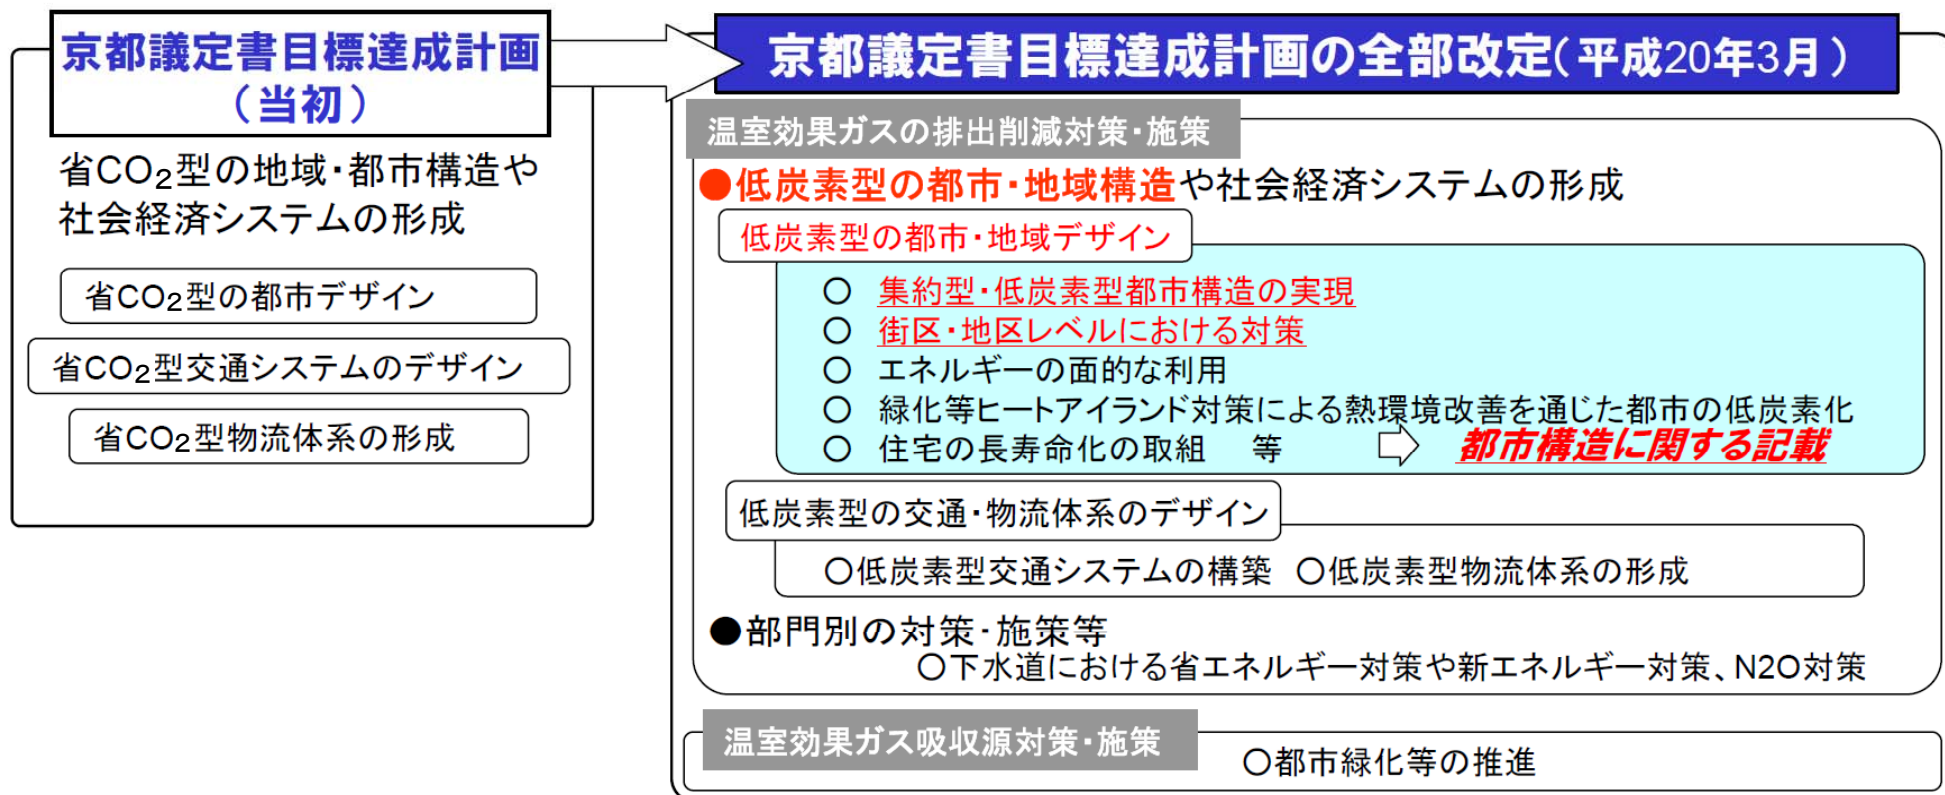 京都議定書目標達成計画
（当初）
省CO₂型の地域・都市構造や
社会経済システムの形成
省CO₂型の都市デザイン
省CO₂型交通システムのデザイン
省CO₂型物流体系の形成
京都議定書目標達成計画の全部改定（平成20年3月）
温室効果ガスの排出削減対策・施策
●低炭素型の都市・地域構造や社会経済システムの形成
低炭素型の都市・地域デザイン
○ 集約型・低炭素型都市構造の実現
○ 街区・地区レベルにおける対策
○ エネルギーの面的な利用
○ 緑化等ヒートアイランド対策による熱環境改善を通じた都市の低炭素化
○ 住宅の長寿命化の取組　等
都市構造に関する記載
低炭素型の交通・物流体系のデザイン
○低炭素型交通システムの構築　○低炭素型物流体系の形成
●部門別の対策・施策等
○下水道における省エネルギー対策や新エネルギー対策、N2O対策
温室効果ガス吸収源対策・施策
○都市緑化等の推進